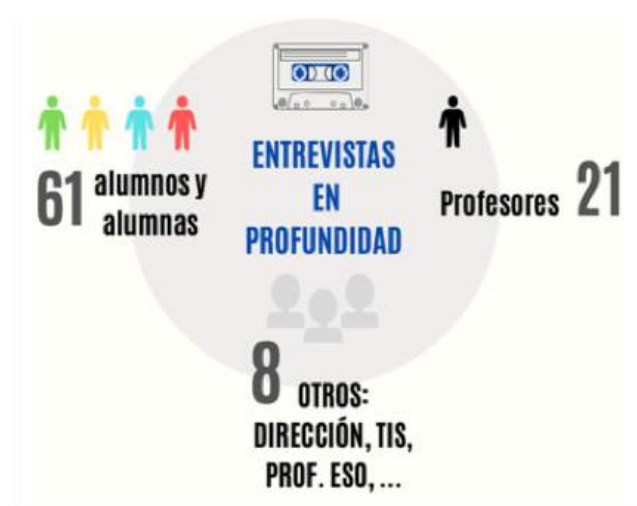 ENTREVISTAS
EN
PROFUNDIDAD
61 alumnos y
alumnas
Profesores 21
8 OTROS:
DIRECCIÓN, TIS,
PROF. ESO, ...